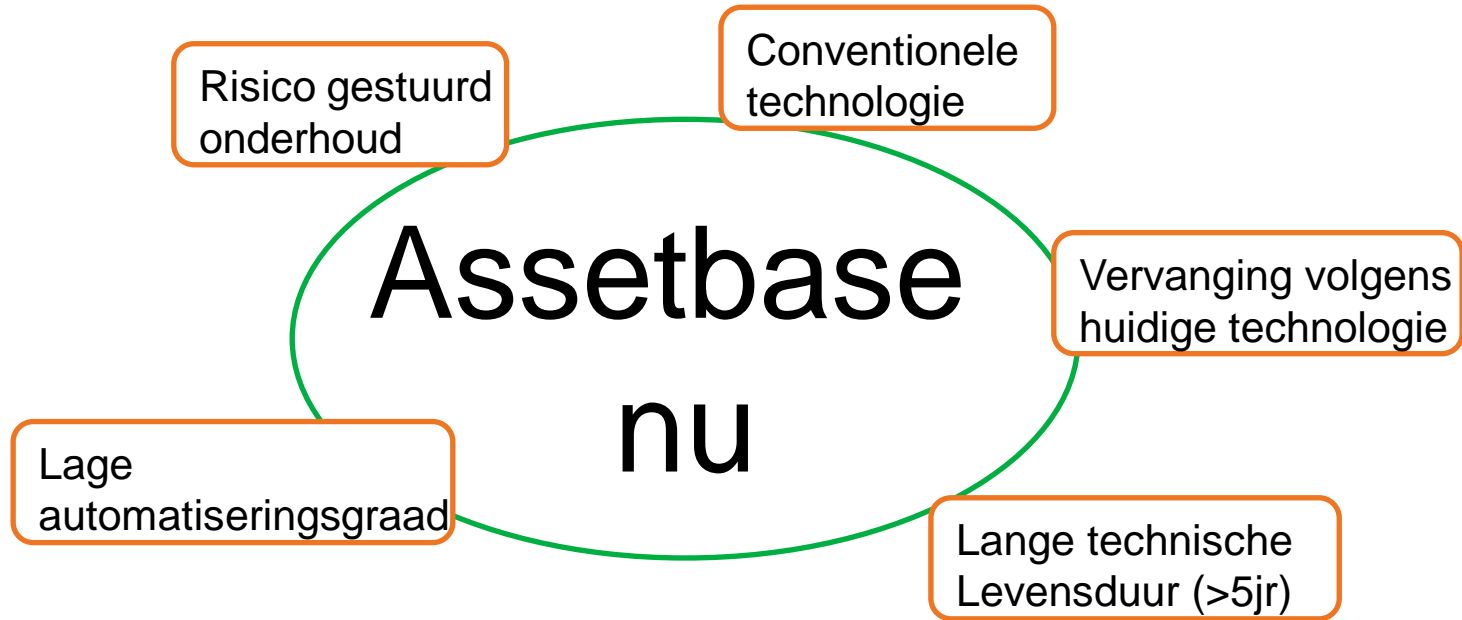 Conventionele
technologie
Risico gestuurd
onderhoud
Assetbase
nu
Vervanging volgens
huidige technologie
Lage
automatiseringsgraad
Lange technische
Levensduur (>5jr)